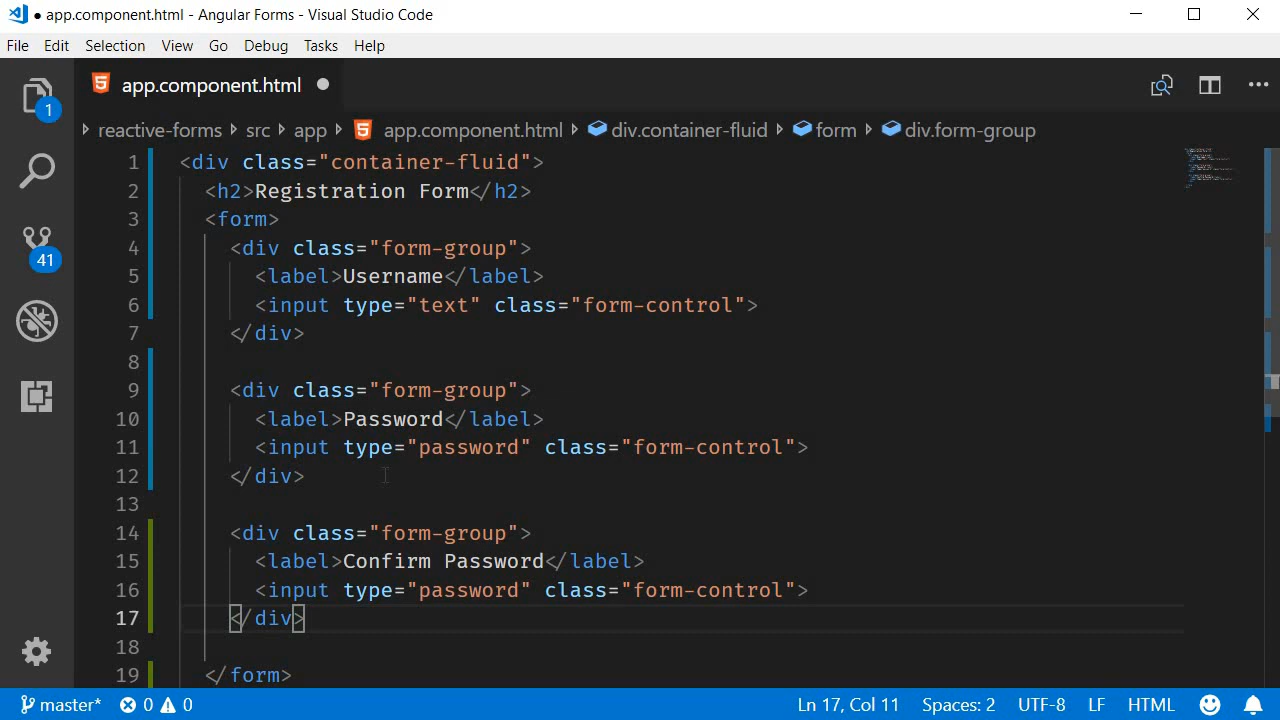 ● app.component.html - Angular Forms - Visual Studio Code
File Edit Selection View Go Debug Tasks Help
app.component.html ●
reactive-forms src app app.component.html div.container-fluid form div.form-group
1
41
1 <div class="container-fluid">
2   <h2>Registration Form</h2>
3   <form>
4     <div class="form-group">
5       <label>Username</label>
6       <input type="text" class="form-control">
7     </div>
8
9     <div class="form-group">
10       <label>Password</label>
11       <input type="password" class="form-control">
12     </div>
13
14     <div class="form-group">
15       <label>Confirm Password</label>
16       <input type="password" class="form-control">
17     </div>
18
19   </form>
master* 0 0 Ln 17, Col 11 Spaces: 2 UTF-8 LF HTML